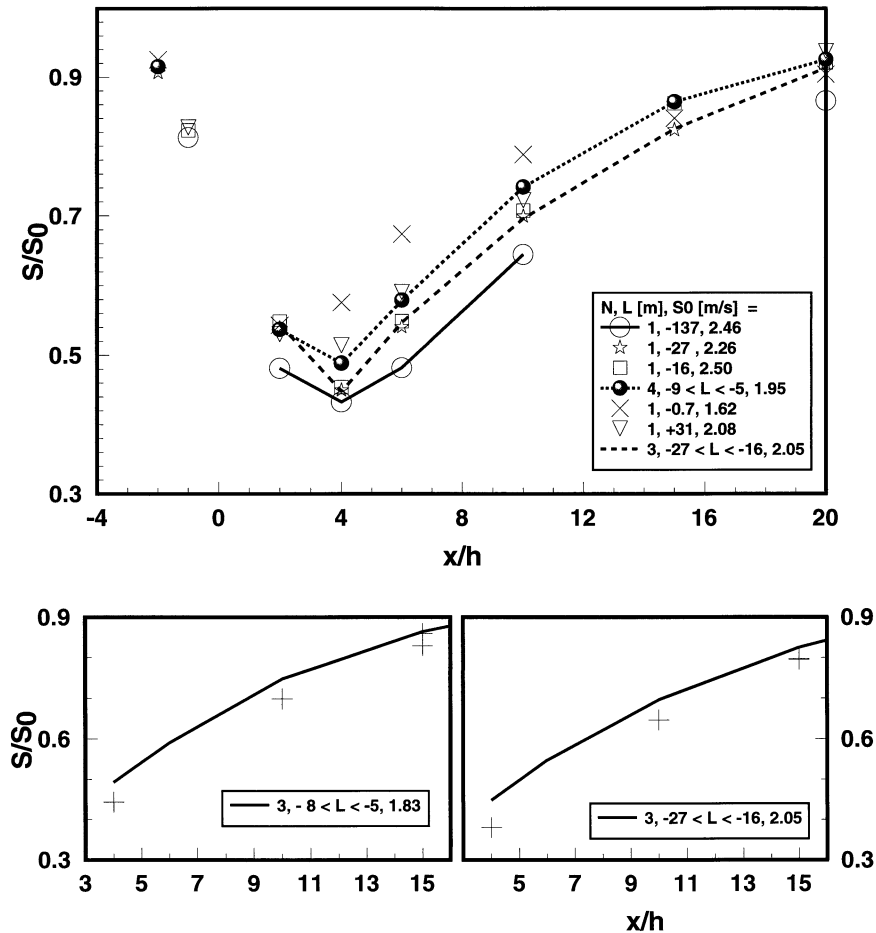 0.9
0.7
0.5
0.3
S/S0
N, L [m], S0 [m/s] =
1, -137, 2.46
1, -27 , 2.26
1, -16, 2.50
4, -9 < L < -5, 1.95
1, -0.7, 1.62
1, +31, 2.08
3, -27 < L < -16, 2.05
-4 0 4 8 12 16 20
x/h
0.9
0.6
0.3
S/S0
3, - 8 < L < -5, 1.83
3 5 7 9 11 13 15
3, -27 < L < -16, 2.05
0.9
0.6
0.3
5 7 9 11 13 15
x/h